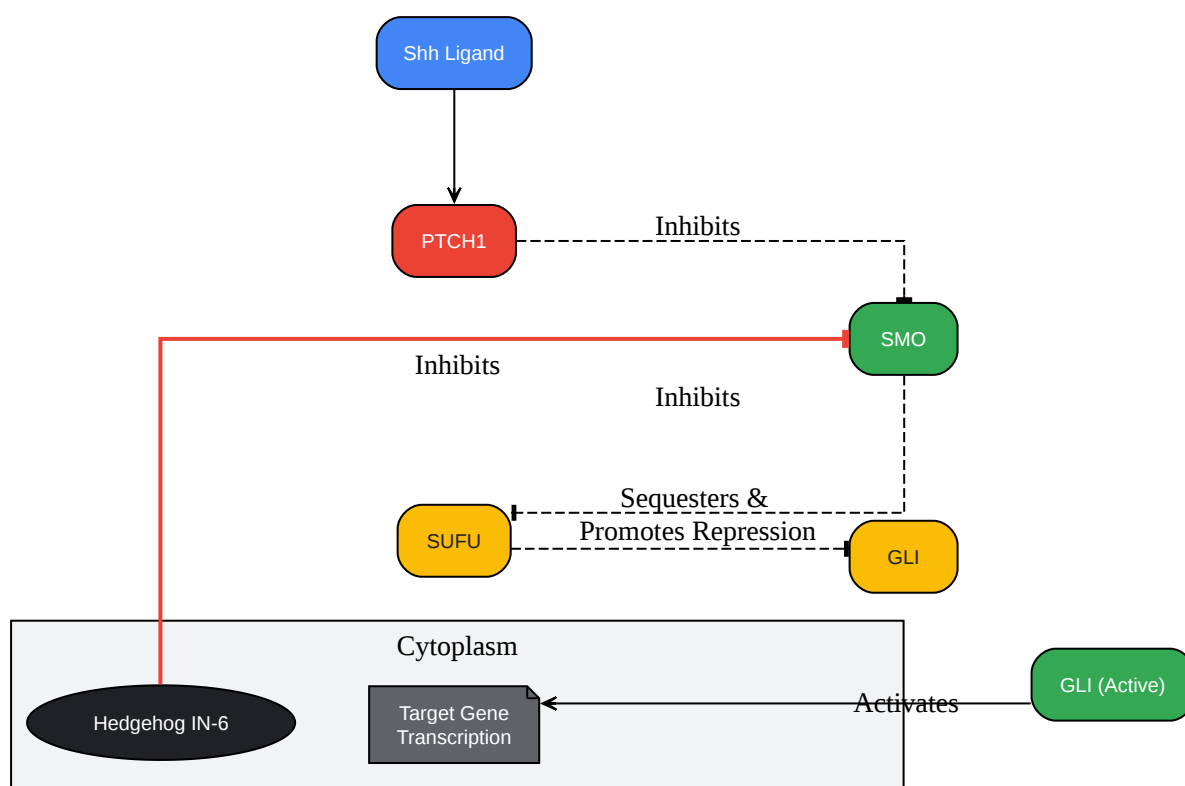 Shh Ligand
PTCH1
Inhibits
SMO
Inhibits
Inhibits
Sequesters &
Promotes Repression
SUFU
GLI
Cytoplasm
GLI (Active)
Activates
Hedgehog IN-6
Target Gene
Transcription